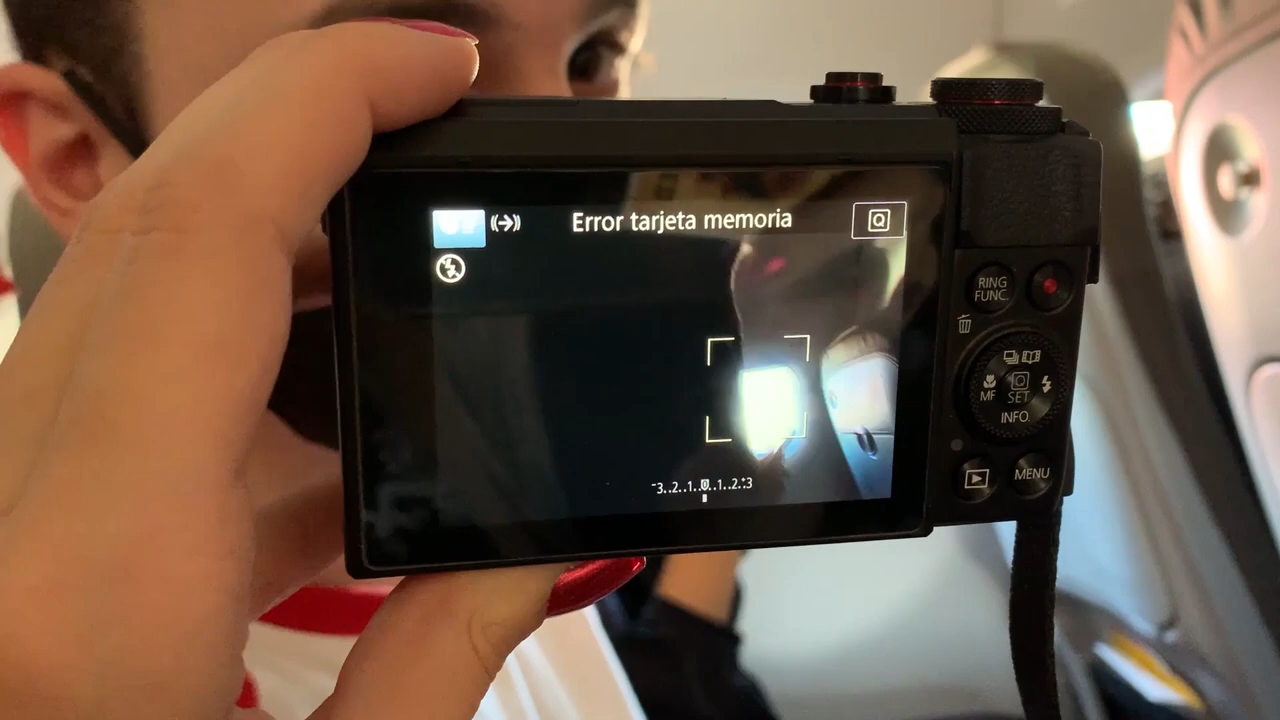 Error tarjeta memoria
Q
RING
FUNC.
-3..2..1..0..1..2..+3
MF
SET
INFO.
MENU